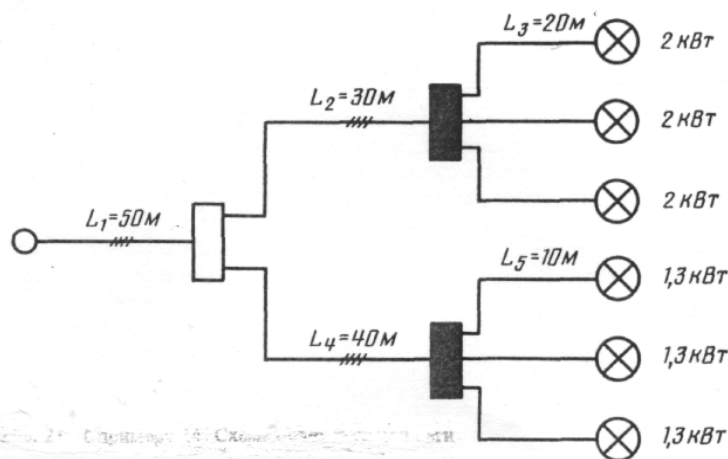 L₃=20м
2 кВт
L₂=30м
2 кВт
2 кВт
L₁=50м
L₅=10м
1,3 кВт
L₄=40м
1,3 кВт
1,3 кВт